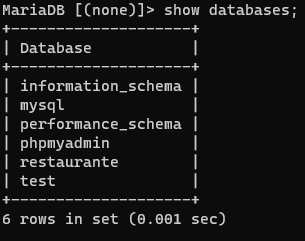 MariaDB [(none)]> show databases;
+--------------------+
| Database           |
+--------------------+
| information_schema |
| mysql              |
| performance_schema |
| phpmyadmin         |
| restaurante        |
| test               |
+--------------------+
6 rows in set (0.001 sec)